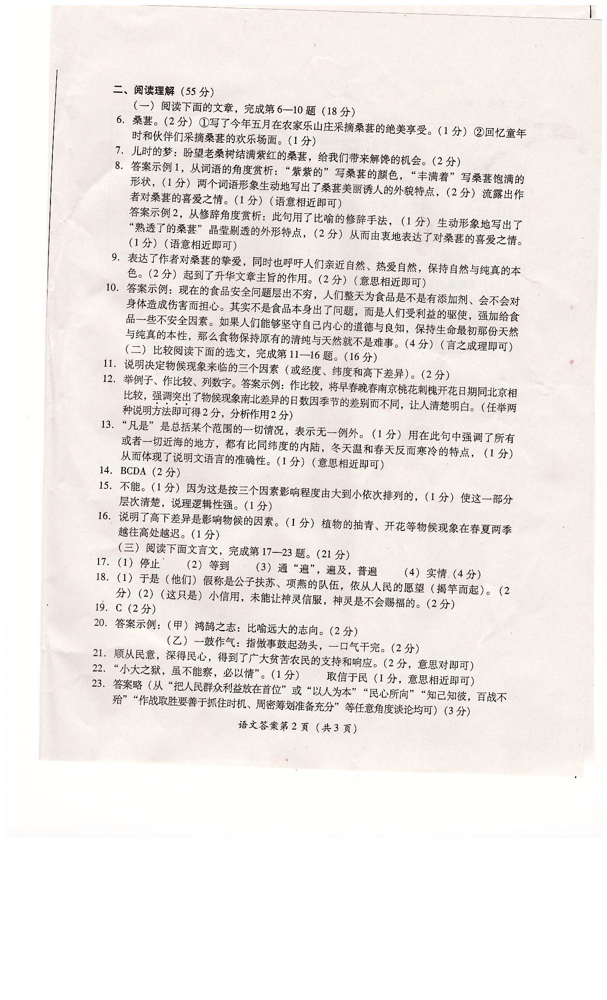 二、阅读理解（55 分）
（一）阅读下面的文章，完成第 6—10 题（18 分）
6. 桑葚。（2 分）①写了今年五月在农家乐山庄采摘桑葚的绝美享受。（1 分）②回忆童年
时和伙伴们采摘桑葚的欢乐场面。（1 分）
7. 儿时的梦：盼望老桑树结满紫红的桑葚，给我们带来解馋的机会。（2 分）
8. 答案示例 1，从词语的角度赏析：“紫紫的”写桑葚的颜色，“丰满着”写桑葚饱满的
形状，（1 分）两个词语形象生动地写出了桑葚美丽诱人的外貌特点，（2 分）流露出作
者对桑葚的喜爱之情。（1 分）（语意相近即可）
答案示例 2，从修辞角度赏析：此句用了比喻的修辞手法，（1 分）生动形象地写出了
“熟透了的桑葚”晶莹剔透的外形特点，（2 分）从而由衷地表达了对桑葚的喜爱之情。
（1 分）（语意相近即可）
9. 表达了作者对桑葚的挚爱，同时也呼吁人们亲近自然、热爱自然，保持自然与纯真的本
色。（2 分）起到了升华文章主旨的作用。（2 分）（意思相近即可）
10. 答案示例：现在的食品安全问题层出不穷，人们整天为食品是不是有添加剂、会不会对
身体造成伤害而担心。其实不是食品本身出了问题，而是人们受利益的驱使，强加给食
品一些不安全因素。如果人们能够坚守自己内心的道德与良知，保持生命最初那份天然
与纯真的本性，那么食物保持原有的清纯与天然就不是难事。（4 分）（言之成理即可）
（二）比较阅读下面的选文，完成第 11—16 题。（16 分）
11. 说明决定物候现象来临的三个因素（或经度、纬度和高下差异）。（2 分）
12. 举例子、作比较、列数字。答案示例：作比较，将早春晚春南京桃花刺槐开花日期同北京相
比较，强调突出了物候现象南北差异的日数因季节的差别而不同，让人清楚明白。（任举两
种说明方法即可得 2 分，分析作用 2 分）
13. “凡是”是总括某个范围的一切情况，表示无一例外。（1 分）用在此句中强调了所有
或者一切近海的地方，都有比同纬度的内陆，冬天温和春天反而寒冷的特点，（1 分）
从而体现了说明文语言的准确性。（1 分）（意思相近即可）
14. BCDA（2 分）
15. 不能。（1 分）因为这是按三个因素影响程度由大到小依次排列的，（1 分）使这一部分
层次清楚，说理逻辑性强。（1 分）
16. 说明了高下差异是影响物候的因素。（1 分）植物的抽青、开花等物候现象在春夏两季
越往高处越迟。（1 分）
（三）阅读下面文言文，完成第 17—23 题。（21 分）
17.（1）停止 （2）等到 （3）通“遍”，遍及，普遍 （4）实情（4 分）
18.（1）于是（他们）假称是公子扶苏、项燕的队伍，依从人民的愿望（揭竿而起）。（2
分）（2）（这只是）小信用，未能让神灵信服，神灵是不会赐福的。（2 分）
19. C（2 分）
20. 答案示例：（甲）鸿鹄之志：比喻远大的志向。（2 分）
（乙）一鼓作气：指做事鼓起劲头，一口气干完。（2 分）
21. 顺从民意，深得民心，得到了广大贫苦农民的支持和响应。（2 分，意思对即可）
22. “小大之狱，虽不能察，必以情”。（1 分） 取信于民（1 分，意思相近即可）
23. 答案略（从“把人民群众利益放在首位”或“以人为本”“民心所向”“知己知彼，百战不
殆”“作战取胜要善于抓住时机、周密筹划准备充分”等任意角度谈论均可）（3 分）
语文答案第 2 页（共 3 页）